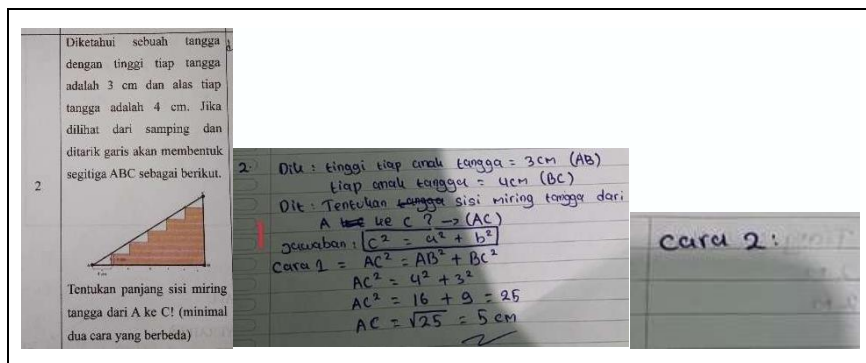 Diketahui sebuah tangga
dengan tinggi tiap tangga
adalah 3 cm dan alas tiap
tangga adalah 4 cm. Jika
dilihat dari samping dan
ditarik garis akan membentuk
segitiga ABC sebagai berikut.
2
Tentukan panjang sisi miring
tangga dari A ke C! (minimal
dua cara yang berbeda)
2. Dik : tinggi tiap anak tangga = 3cm (AB)
tiap anak tangga = 4cm (BC)
Dit : Tentukan tangga sisi miring tangga dari
A ke C ? → (AC)
Jawaban : c² = a² + b²
Cara 1 = AC² = AB² + BC²
AC² = 4² + 3²
AC² = 16 + 9 = 25
AC = √25 = 5 cm
Cara 2 :